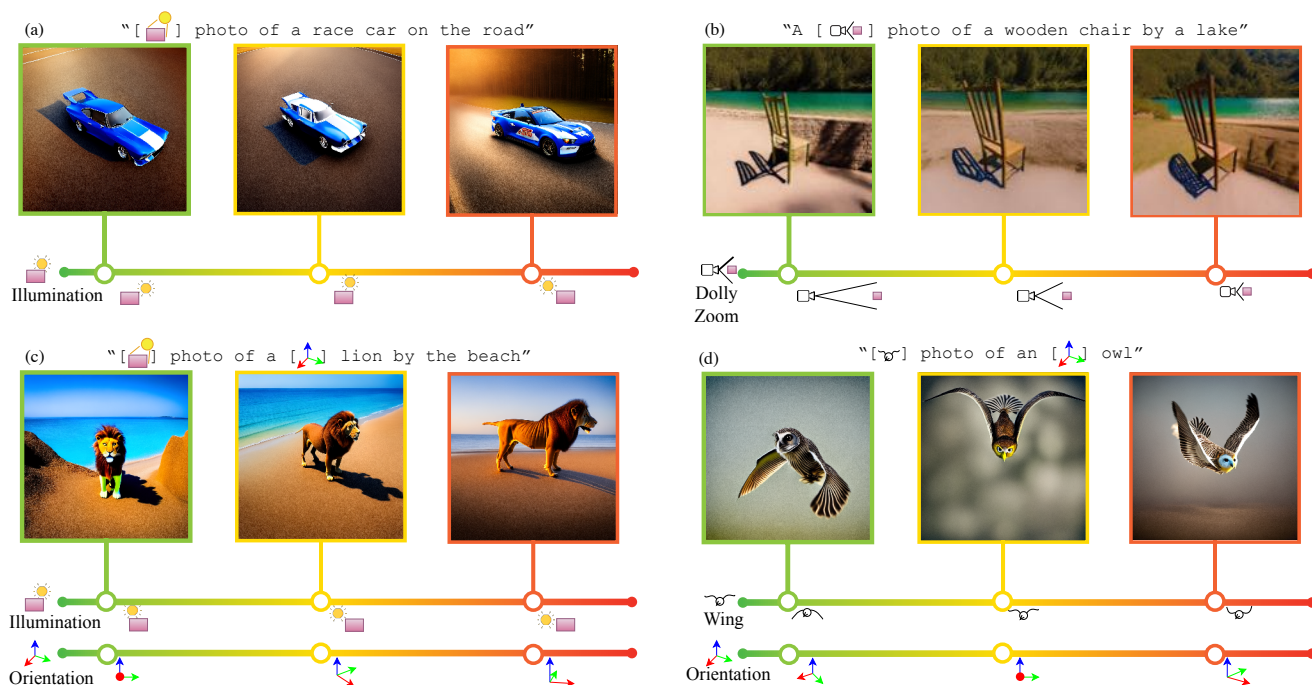 (a)
“[ ] photo of a race car on the road”
Illumination
(b)
“A [ ] photo of a wooden chair by a lake”
Dolly
Zoom
(c)
“[ ] photo of a [ ] lion by the beach”
Illumination
Orientation
(d)
“[ ] photo of an [ ] owl”
Wing
Orientation